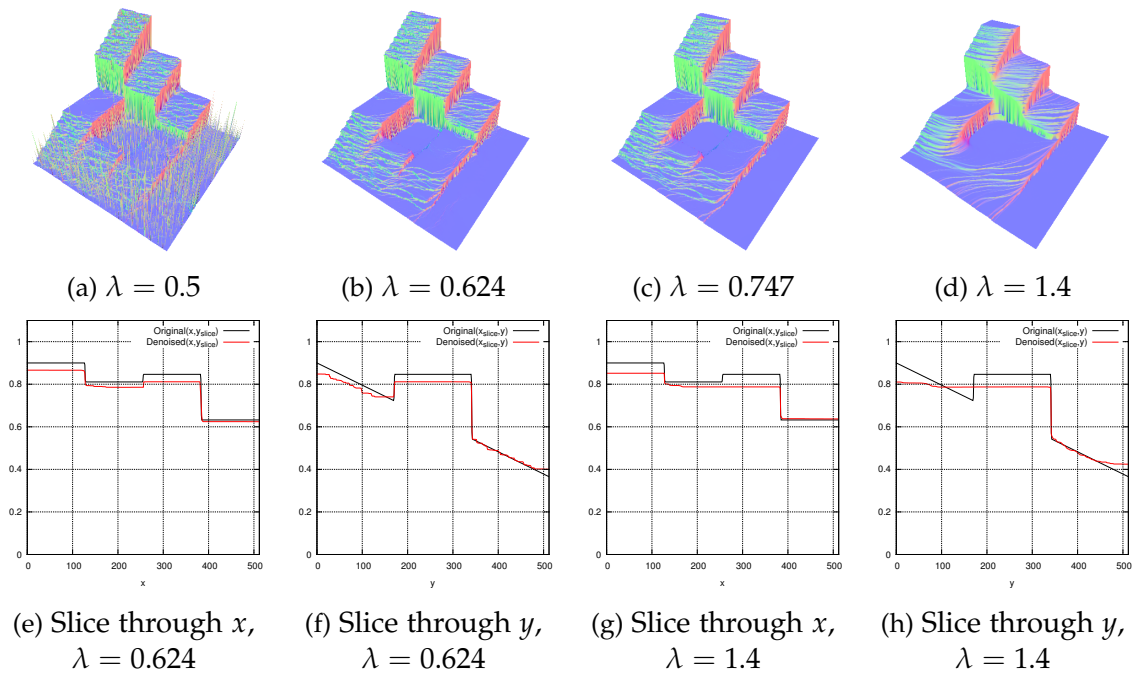 (a) λ = 0.5
(b) λ = 0.624
(c) λ = 0.747
(d) λ = 1.4
Original(x,y_slice)
Denoised(x,y_slice)
1
0.8
0.6
0.4
0.2
0
0 100 200 300 400 500
x
Original(x_slice,y)
Denoised(x_slice,y)
1
0.8
0.6
0.4
0.2
0
0 100 200 300 400 500
y
Original(x,y_slice)
Denoised(x,y_slice)
1
0.8
0.6
0.4
0.2
0
0 100 200 300 400 500
x
Original(x_slice,y)
Denoised(x_slice,y)
1
0.8
0.6
0.4
0.2
0
0 100 200 300 400 500
y
(e) Slice through x,
λ = 0.624
(f) Slice through y,
λ = 0.624
(g) Slice through x,
λ = 1.4
(h) Slice through y,
λ = 1.4